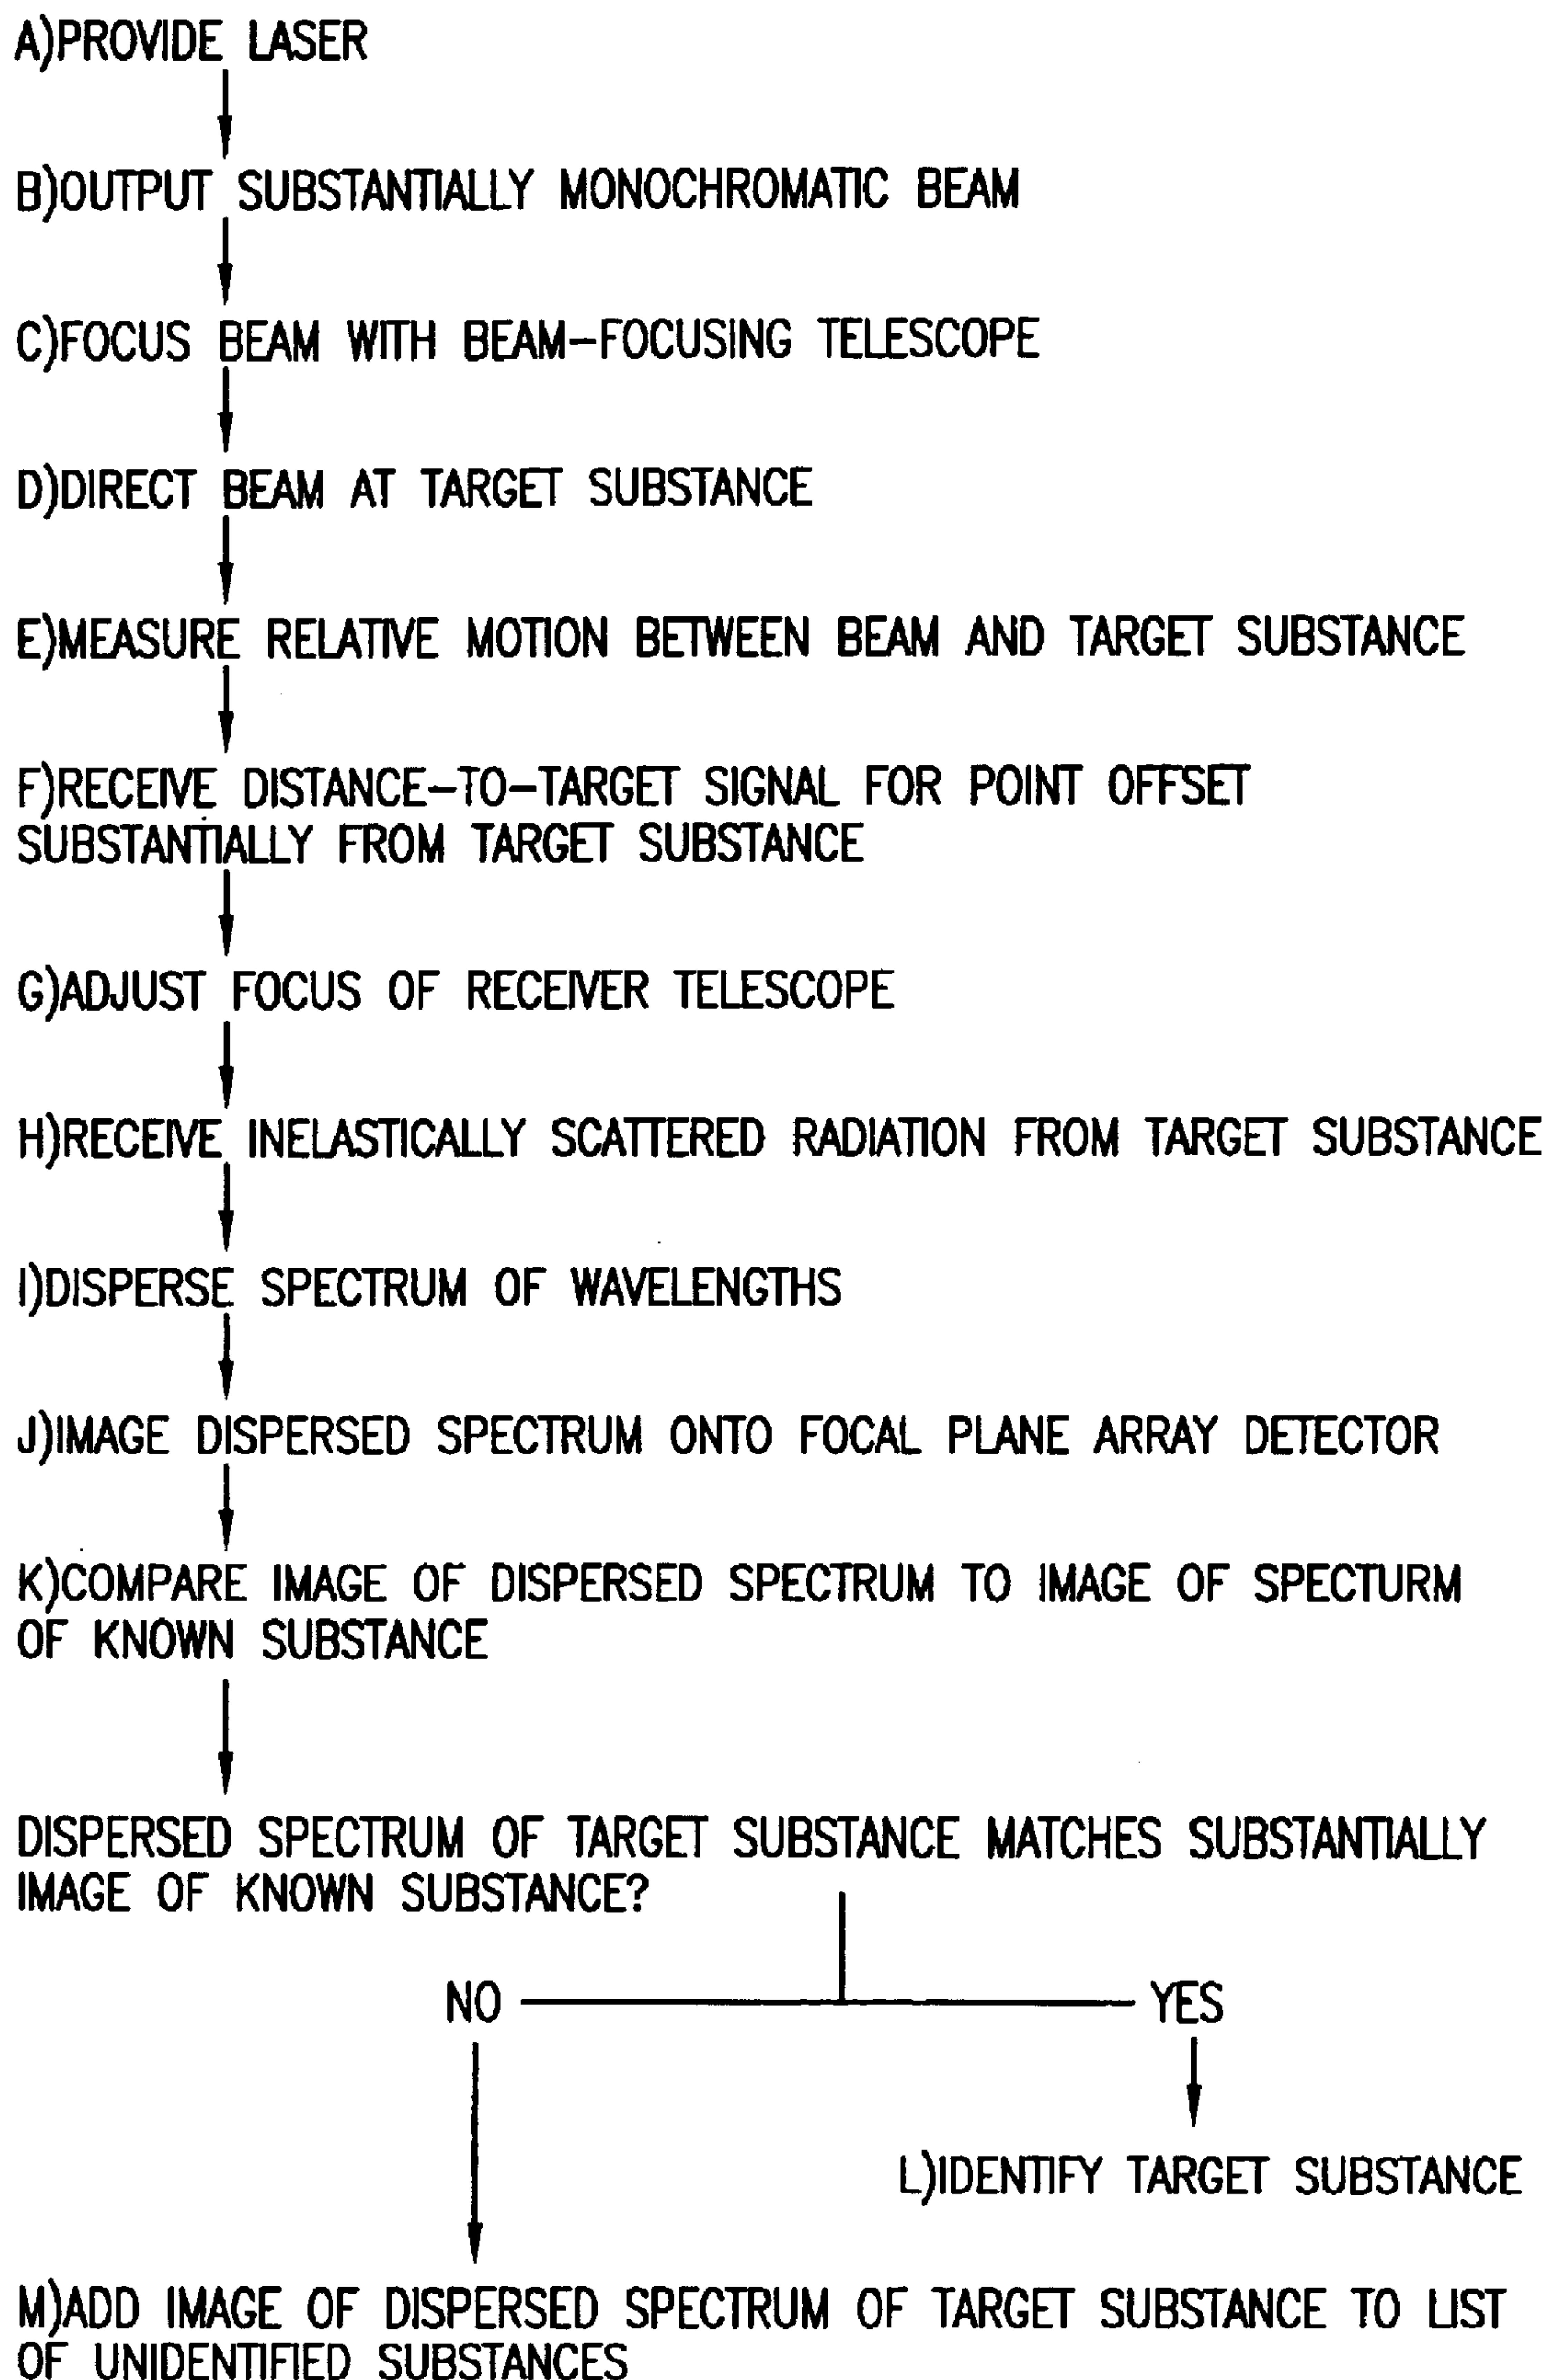 A)PROVIDE LASER
B)OUTPUT SUBSTANTIALLY MONOCHROMATIC BEAM
C)FOCUS BEAM WITH BEAM-FOCUSING TELESCOPE
D)DIRECT BEAM AT TARGET SUBSTANCE
E)MEASURE RELATIVE MOTION BETWEEN BEAM AND TARGET SUBSTANCE
F)RECEIVE DISTANCE-TO-TARGET SIGNAL FOR POINT OFFSET
SUBSTANTIALLY FROM TARGET SUBSTANCE
G)ADJUST FOCUS OF RECEIVER TELESCOPE
H)RECEIVE INELASTICALLY SCATTERED RADIATION FROM TARGET SUBSTANCE
I)DISPERSE SPECTRUM OF WAVELENGTHS
J)IMAGE DISPERSED SPECTRUM ONTO FOCAL PLANE ARRAY DETECTOR
K)COMPARE IMAGE OF DISPERSED SPECTRUM TO IMAGE OF SPECTURM
OF KNOWN SUBSTANCE
DISPERSED SPECTRUM OF TARGET SUBSTANCE MATCHES SUBSTANTIALLY
IMAGE OF KNOWN SUBSTANCE?
NO YES
L)IDENTIFY TARGET SUBSTANCE
M)ADD IMAGE OF DISPERSED SPECTRUM OF TARGET SUBSTANCE TO LIST
OF UNIDENTIFIED SUBSTANCES